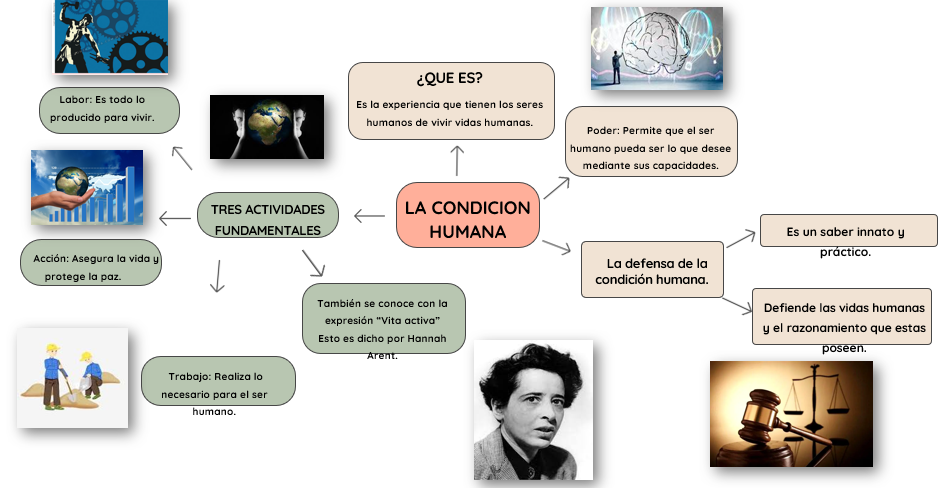 ¿QUE ES?
Es la experiencia que tienen los seres
humanos de vivir vidas humanas.
Labor: Es todo lo
producido para vivir.
Poder: Permite que el ser
humano pueda ser lo que desee
mediante sus capacidades.
LA CONDICION
HUMANA
TRES ACTIVIDADES
FUNDAMENTALES
Es un saber innato y
práctico.
Acción: Asegura la vida y
protege la paz.
La defensa de la
condición humana.
También se conoce con la
expresión “Vita activa”
Esto es dicho por Hannah
Arent.
Defiende las vidas humanas
y el razonamiento que estas
poseen.
Trabajo: Realiza lo
necesario para el ser
humano.